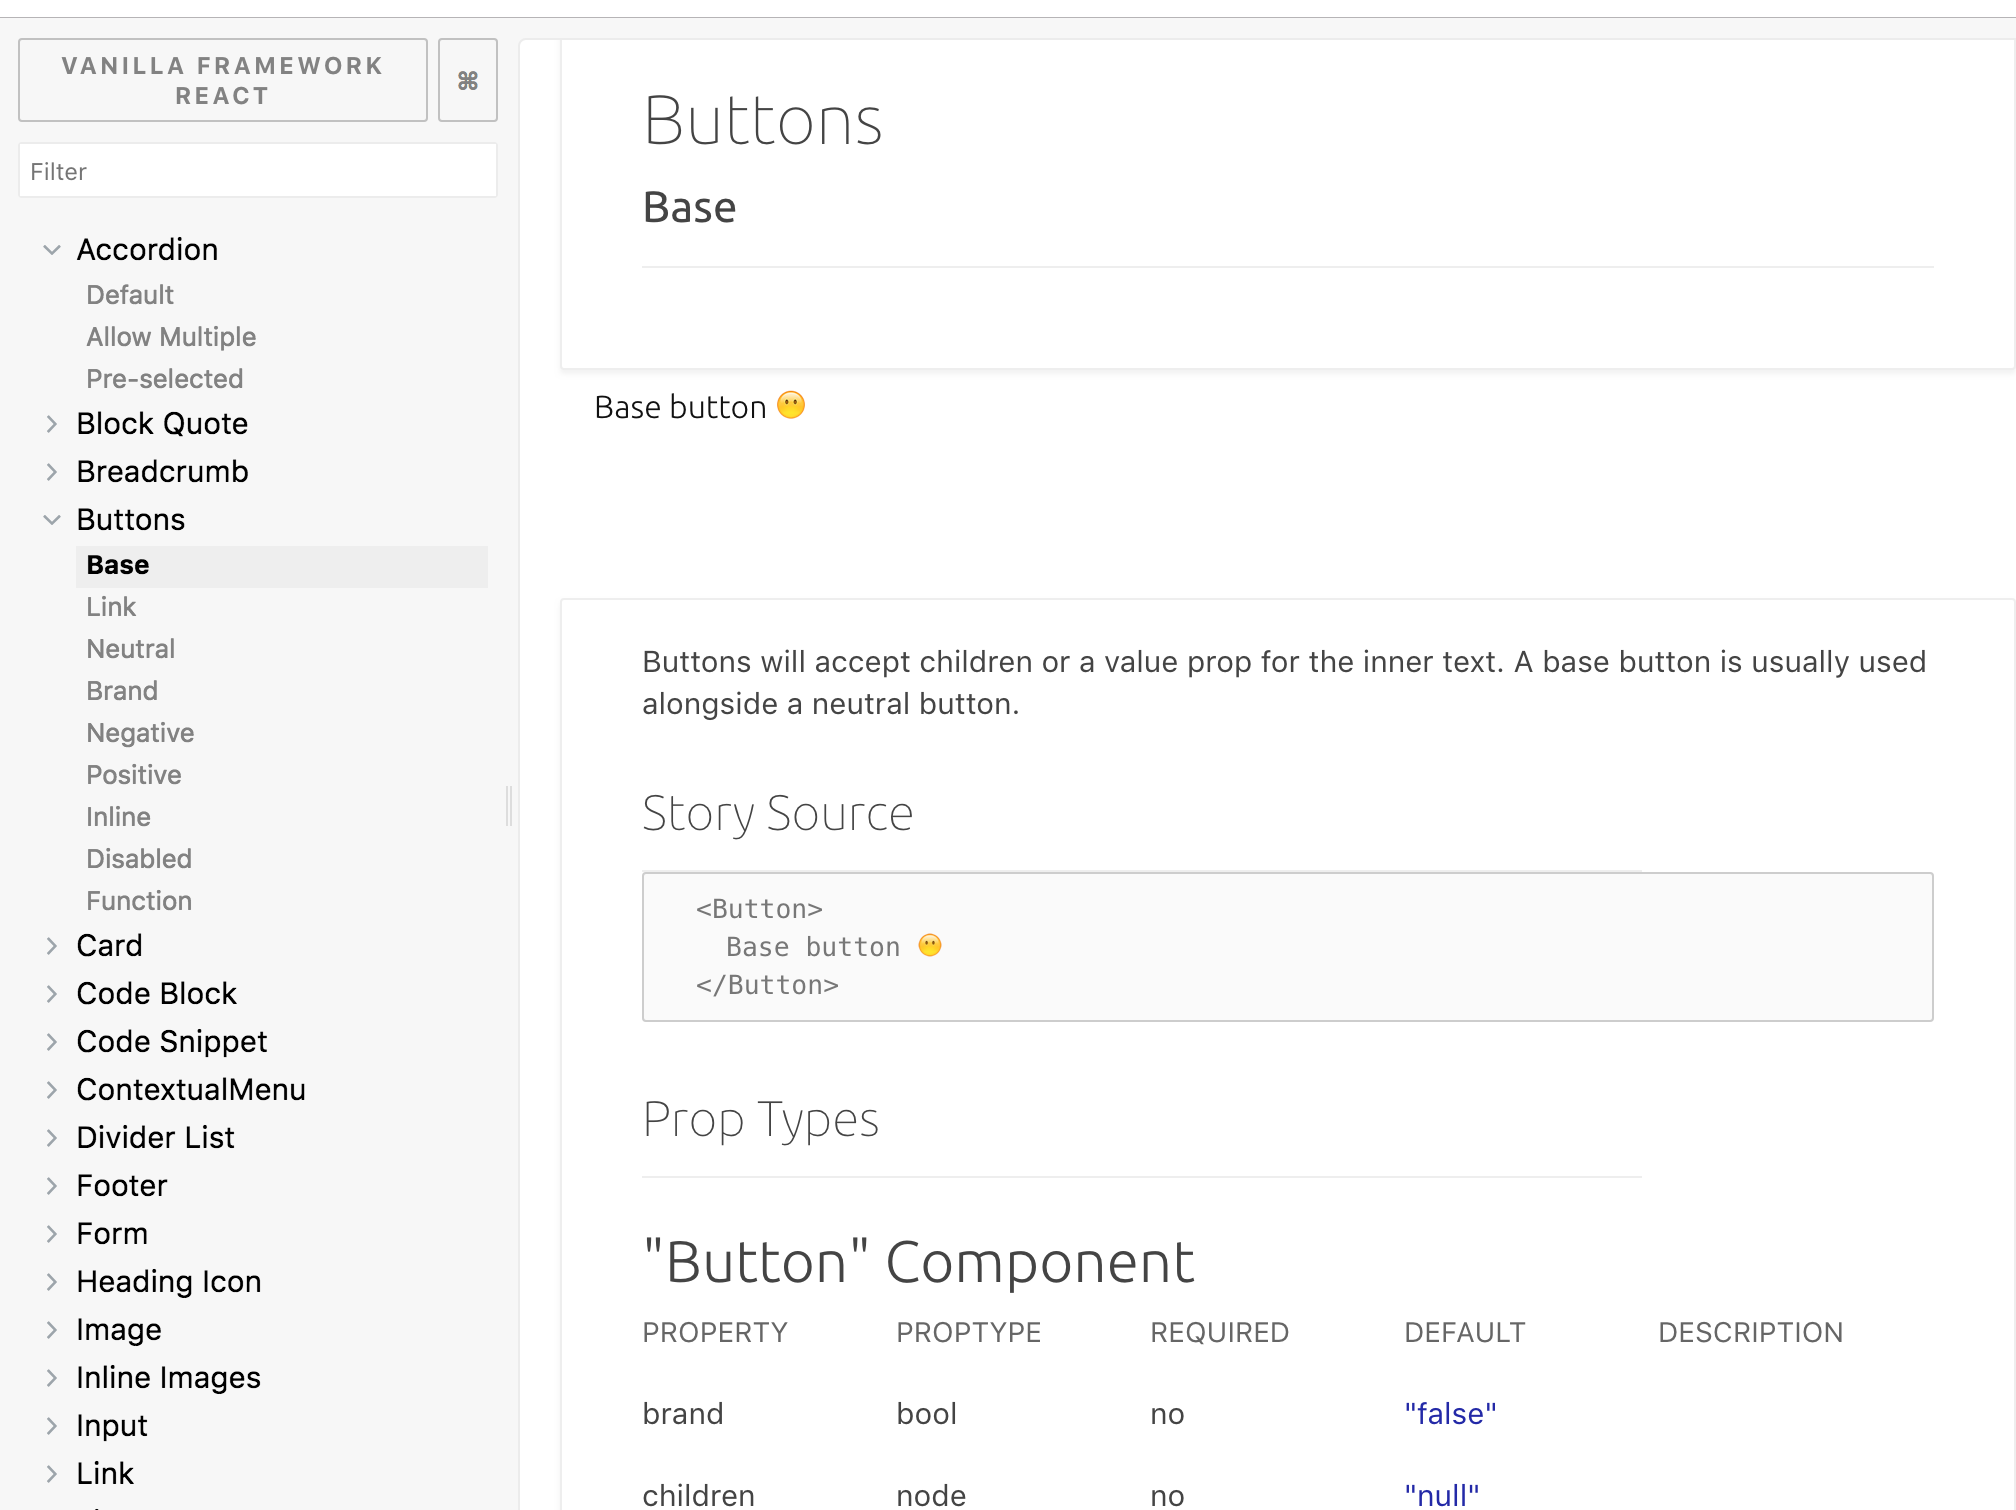 VANILLA FRAMEWORK
REACT
⌘
Filter
Accordion
Default
Allow Multiple
Pre-selected
Block Quote
Breadcrumb
Buttons
Base
Link
Neutral
Brand
Negative
Positive
Inline
Disabled
Function
Card
Code Block
Code Snippet
ContextualMenu
Divider List
Footer
Form
Heading Icon
Image
Inline Images
Input
Link
Buttons
Base
Base button 😶
Buttons will accept children or a value prop for the inner text. A base button is usually used
alongside a neutral button.
Story Source
<Button>
Base button 😶
</Button>
Prop Types
"Button" Component
PROPERTY PROPTYPE REQUIRED DEFAULT DESCRIPTION
brand bool no "false"
children node no "null"